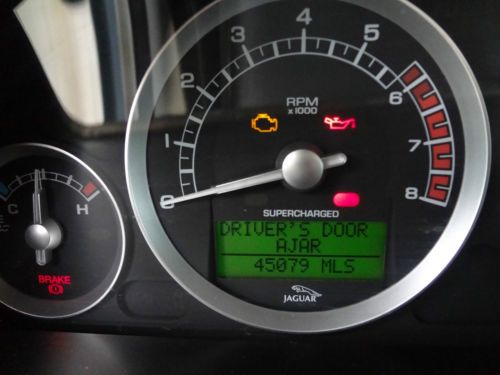 4
3
5
2
6
RPM
x1000
1
7
0
8
C
H
SUPERCHARGED
DRIVER'S DOOR
AJAR
BRAKE
45079 MLS
JAGUAR